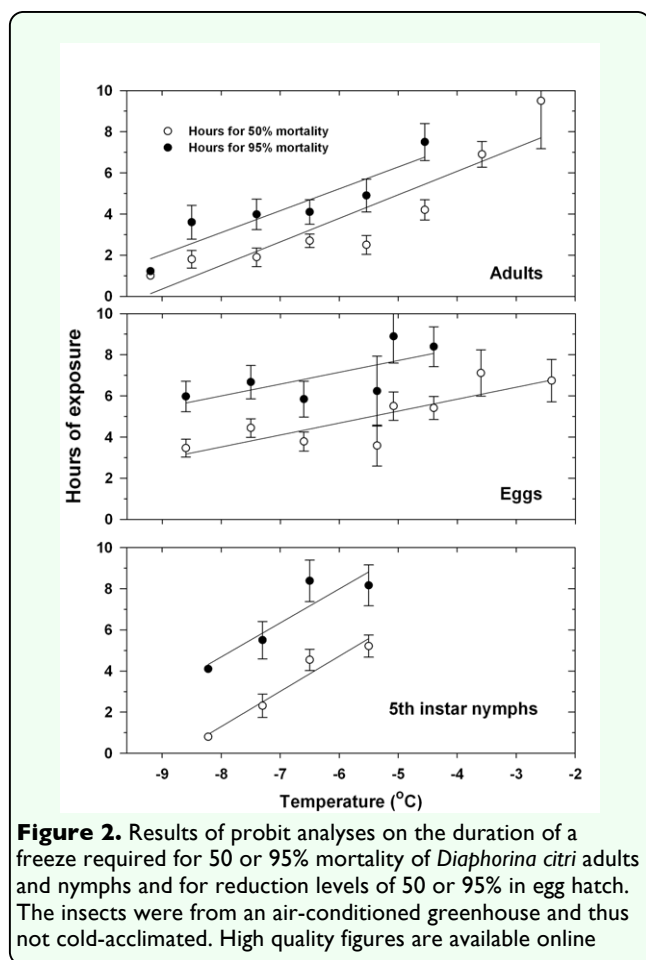 10
8
6
4
2
0
Hours for 50% mortality
Hours for 95% mortality
Adults
10
8
6
4
2
0
Eggs
10
8
6
4
2
0
5th instar nymphs
Hours of exposure
-9 -8 -7 -6 -5 -4 -3 -2
Temperature (°C)
Figure 2. Results of probit analyses on the duration of a
freeze required for 50 or 95% mortality of Diaphorina citri adults
and nymphs and for reduction levels of 50 or 95% in egg hatch.
The insects were from an air-conditioned greenhouse and thus
not cold-acclimated. High quality figures are available online